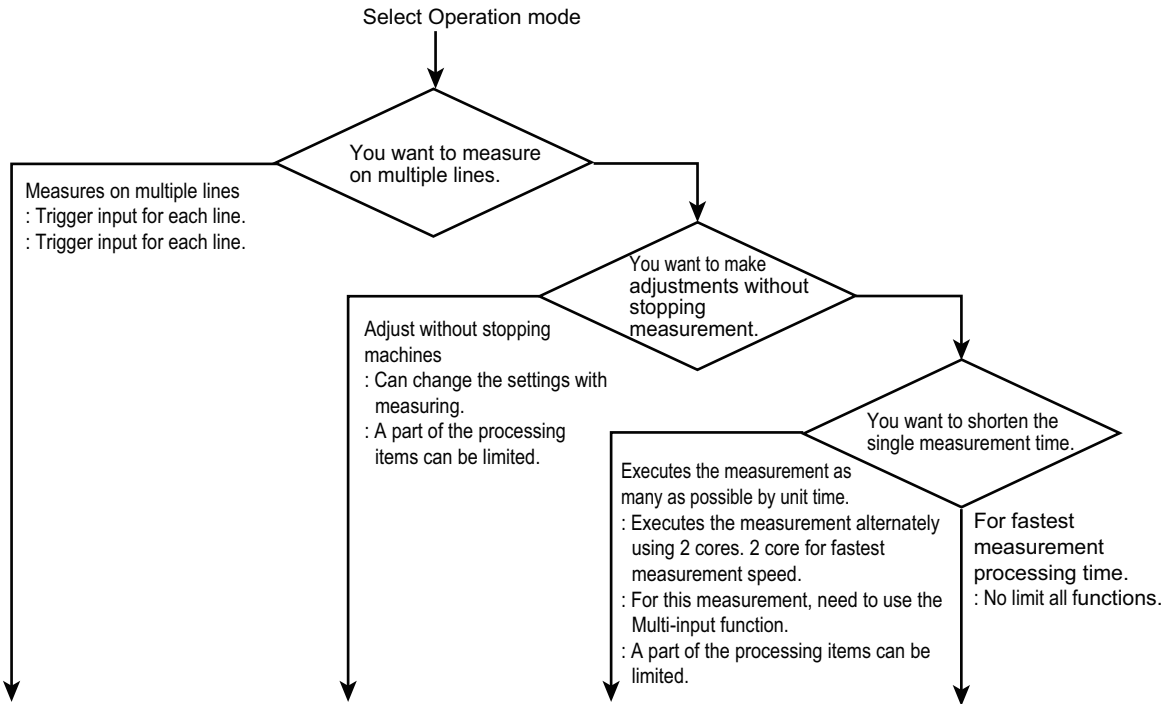 Select Operation mode
You want to measure
on multiple lines.
Measures on multiple lines
: Trigger input for each line.
: Trigger input for each line.
You want to make
adjustments without
stopping
measurement.
Adjust without stopping
machines
: Can change the settings with
measuring.
: A part of the processing
items can be limited.
You want to shorten the
single measurement time.
Executes the measurement as
many as possible by unit time.
: Executes the measurement alternately
using 2 cores. 2 core for fastest
measurement speed.
: For this measurement, need to use the
Multi-input function.
: A part of the processing items can be
limited.
For fastest
measurement
processing time.
: No limit all functions.